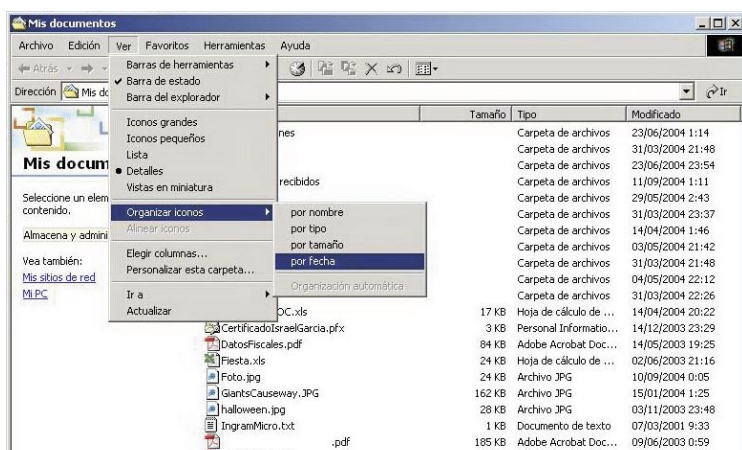 Mis documentos
Archivo Edición Ver Favoritos Herramientas Ayuda
Atrás
Dirección Mis do Ir
Barras de herramientas
Barra de estado
Barra del explorador
Iconos grandes
Iconos pequeños
Lista
Detalles
Vistas en miniatura
Organizar iconos
Alinear iconos
Elegir columnas...
Personalizar esta carpeta...
Ir a
Actualizar
por nombre
por tipo
por tamaño
por fecha
Organización automática
Mis docum
Seleccione un elem
contenido.
Almacena y admini
Vea también:
Mis sitios de red
Mi PC
Tamaño Tipo Modificado
nes Carpeta de archivos 23/06/2004 1:14
Carpeta de archivos 31/03/2004 21:48
Carpeta de archivos 23/06/2004 23:54
recibidos Carpeta de archivos 11/09/2004 1:11
Carpeta de archivos 29/05/2004 2:43
Carpeta de archivos 31/03/2004 23:37
Carpeta de archivos 14/04/2004 1:46
Carpeta de archivos 03/05/2004 21:42
Carpeta de archivos 31/03/2004 21:48
Carpeta de archivos 04/05/2004 22:12
Carpeta de archivos 31/03/2004 22:26
OC.xls 17 KB Hoja de cálculo de ... 14/04/2004 20:22
CertificadoIsraelGarcia.pfx 3 KB Personal Informatio... 14/12/2003 23:29
DatosFiscales.pdf 84 KB Adobe Acrobat Doc... 14/05/2003 19:25
Fiesta.xls 24 KB Hoja de cálculo de ... 02/06/2003 21:16
Foto.jpg 24 KB Archivo JPG 10/09/2004 0:05
GiantsCauseway.JPG 162 KB Archivo JPG 15/01/2004 1:25
halloween.jpg 28 KB Archivo JPG 03/11/2003 23:48
IngramMicro.txt 1 KB Documento de texto 07/03/2001 9:33
.pdf 185 KB Adobe Acrobat Doc... 09/06/2003 0:59